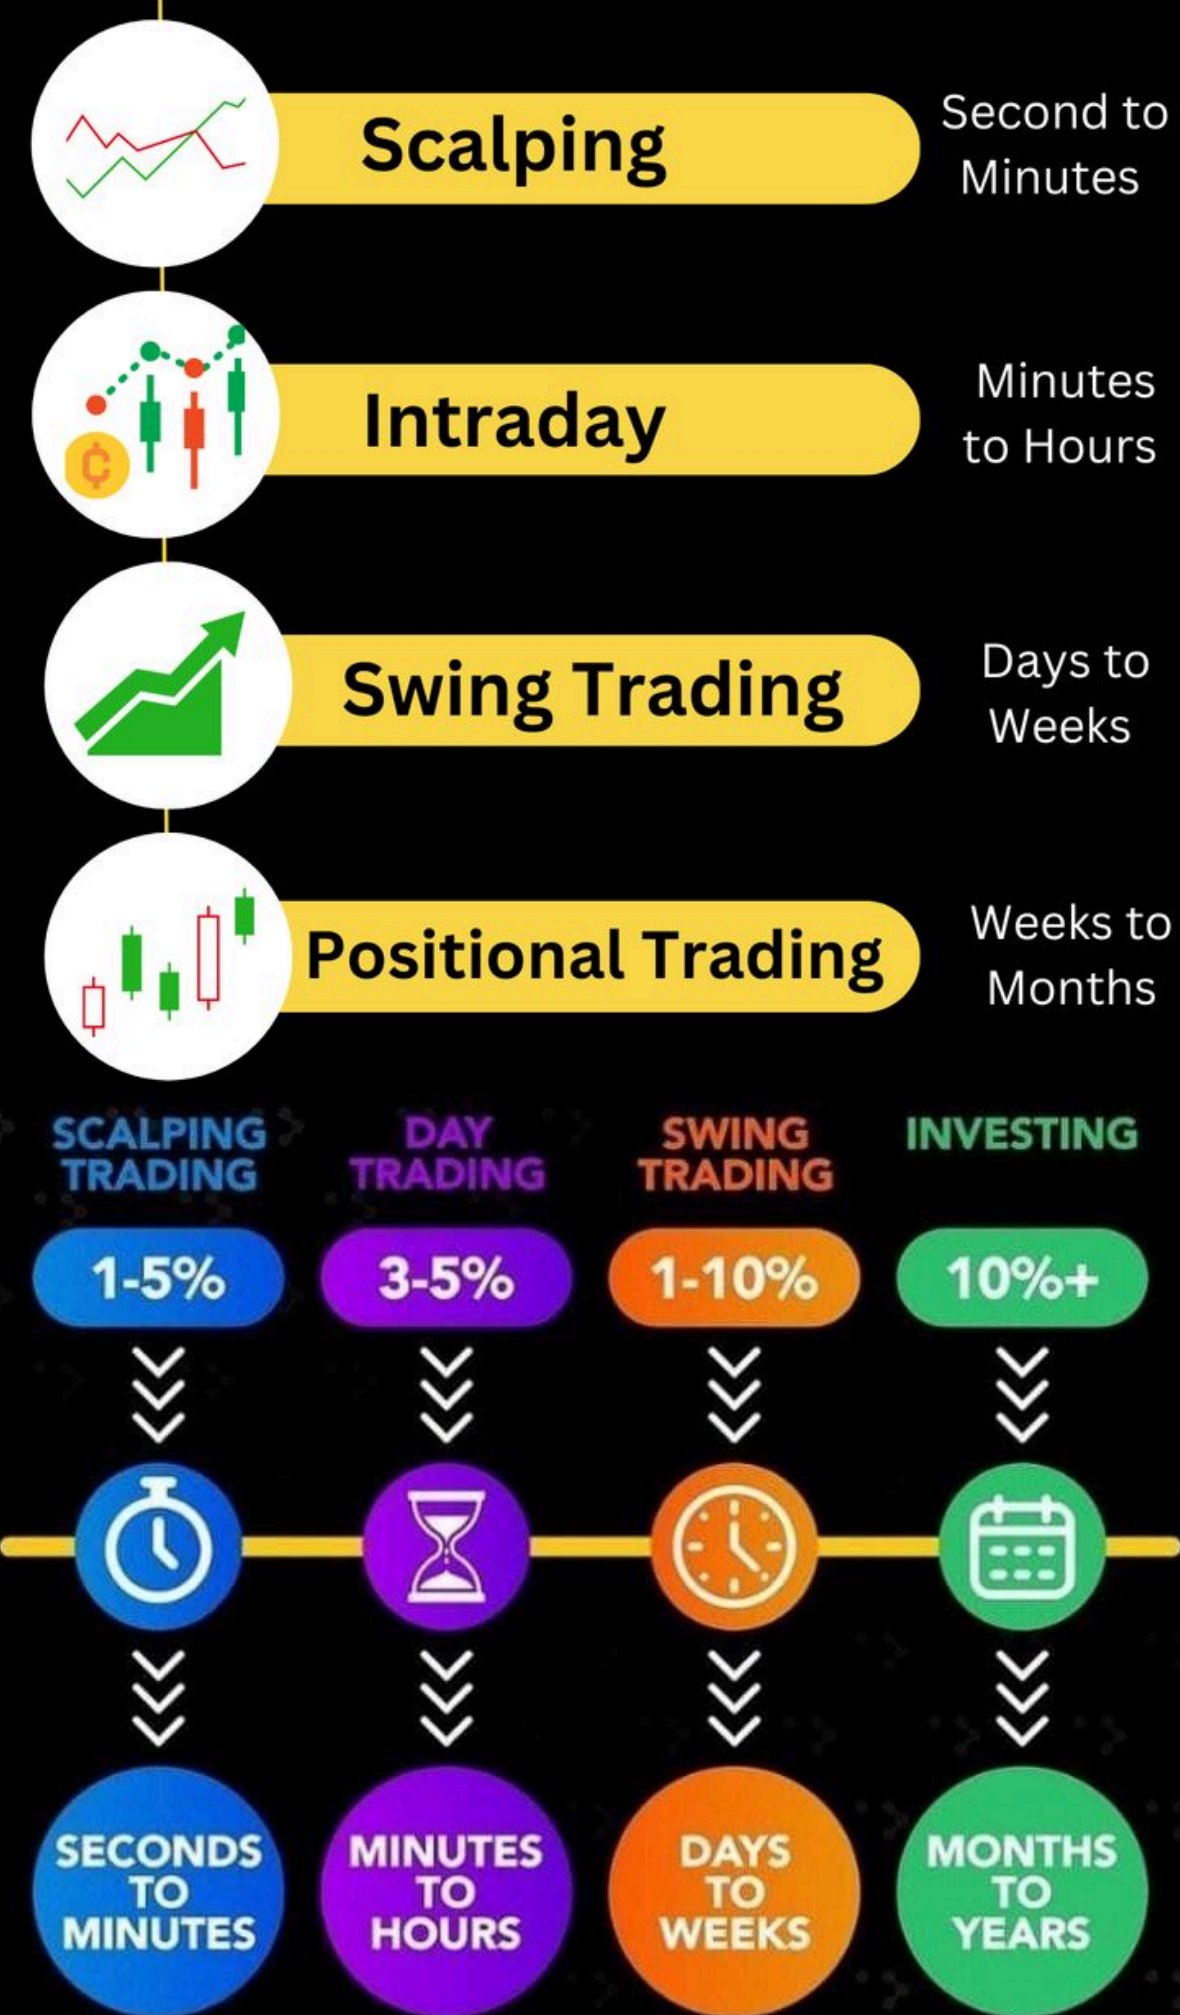 Scalping
Second to
Minutes
Intraday
Minutes
to Hours
Swing Trading
Days to
Weeks
Positional Trading
Weeks to
Months
SCALPING
TRADING
DAY
TRADING
SWING
TRADING
INVESTING
1-5%
3-5%
1-10%
10%+
SECONDS
TO
MINUTES
MINUTES
TO
HOURS
DAYS
TO
WEEKS
MONTHS
TO
YEARS